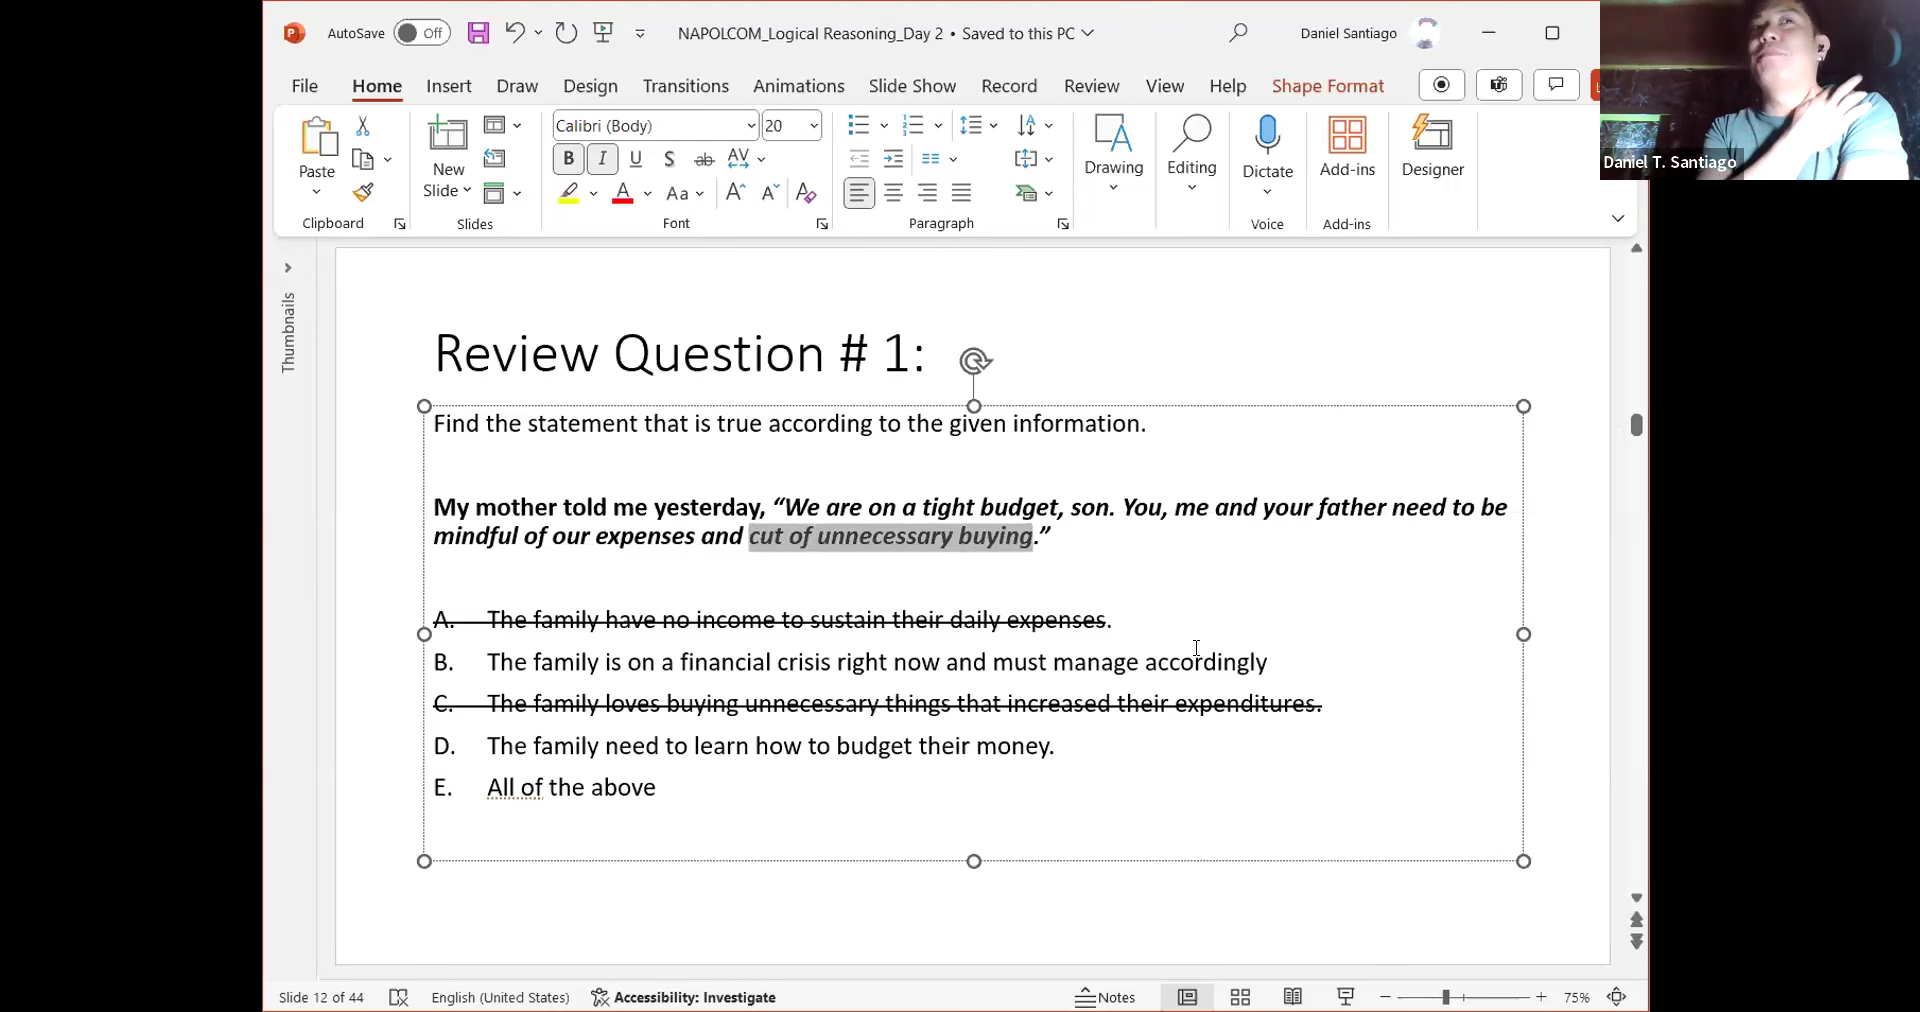 AutoSave Off
NAPOLCOM_Logical Reasoning_Day 2 • Saved to this PC
Daniel Santiago
File Home Insert Draw Design Transitions Animations Slide Show Record Review View Help Shape Format
Daniel T. Santiago
Paste
New Slide
Calibri (Body) 20
Drawing
Editing
Dictate
Add-ins
Designer
Clipboard Slides Font Paragraph Voice Add-ins
Thumbnails
Review Question # 1:
Find the statement that is true according to the given information.
My mother told me yesterday, “We are on a tight budget, son. You, me and your father need to be
mindful of our expenses and cut of unnecessary buying.”
A. The family have no income to sustain their daily expenses.
B. The family is on a financial crisis right now and must manage accordingly
C. The family loves buying unnecessary things that increased their expenditures.
D. The family need to learn how to budget their money.
E. All of the above
Slide 12 of 44 English (United States) Accessibility: Investigate Notes 75%